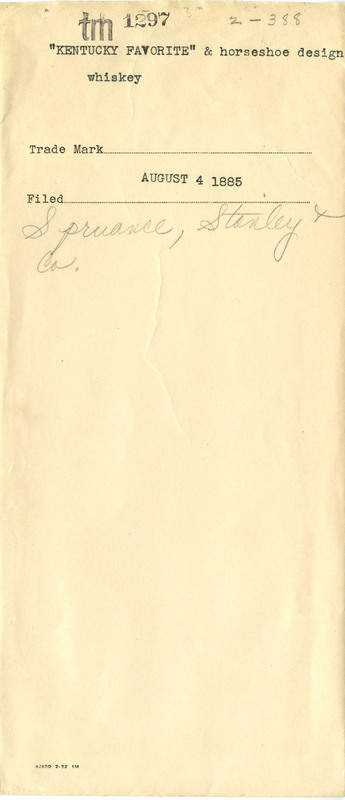 tm 1297 2-388
"KENTUCKY FAVORITE" & horseshoe design
whiskey
Trade Mark
AUGUST 4 1885
Filed
Spruance, Stanley &
Co.